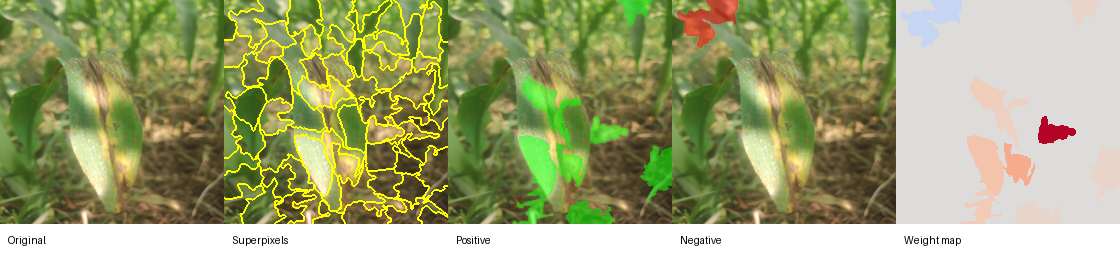 Original
Superpixels
Positive
Negative
Weight map